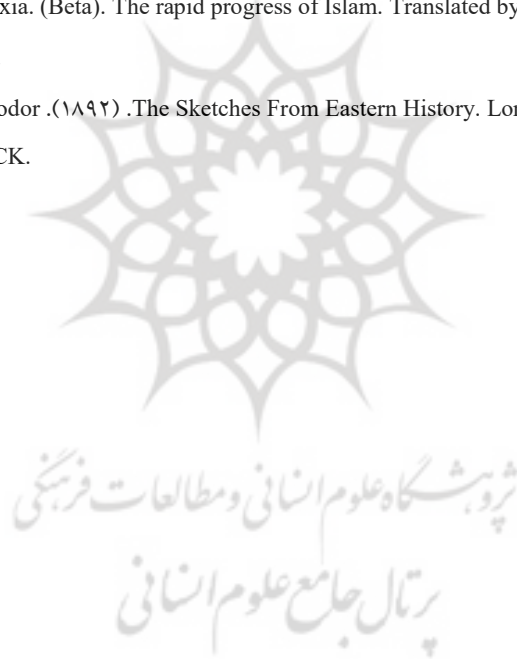 xia. (Beta). The rapid progress of Islam. Translated by
odor .(۱۸۹۲) .The Sketches From Eastern History. Lon
CK.
پژوهشگاه علوم انسانی و مطالعات فرهنگی
پرتال جامع علوم انسانی